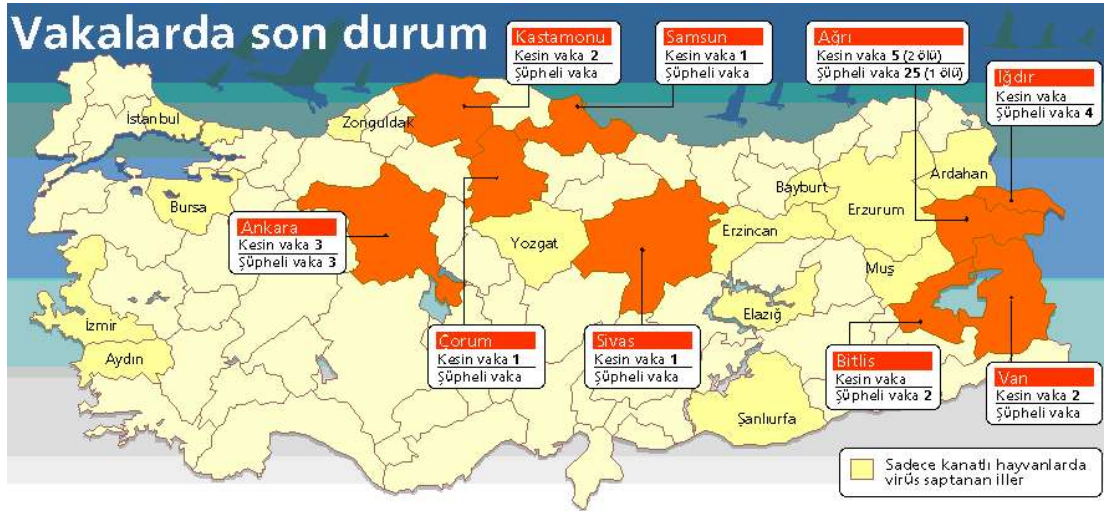 Vakalarda son durum
Kastamonu
Kesin vaka 2
Şüpheli vaka
Samsun
Kesin vaka 1
Şüpheli vaka
Ağrı
Kesin vaka 5 (2 ölü)
Şüpheli vaka 25 (1 ölü)
Iğdır
Kesin vaka
Şüpheli vaka 4
İstanbul
Zonguldak
Ardahan
Bayburt
Bursa
Erzurum
Ankara
Kesin vaka 3
Şüpheli vaka 3
Yozgat
Erzincan
Muş
Elazığ
İzmir
Aydın
Çorum
Kesin vaka 1
Şüpheli vaka
Sivas
Kesin vaka 1
Şüpheli vaka
Bitlis
Kesin vaka
Şüpheli vaka 2
Van
Kesin vaka 2
Şüpheli vaka
Şanlıurfa
Sadece kanatlı hayvanlarda
virüs saptanan iller